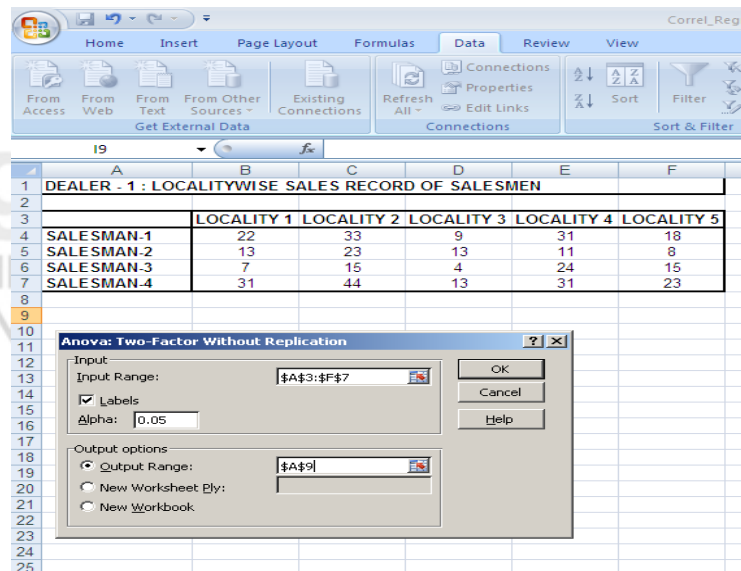 Correl_Reg
Home Insert Page Layout Formulas Data Review View
From Access
From Web
From Text
From Other Sources
Existing Connections
Get External Data
Refresh All
Connections
Properties
Edit Links
Connections
Sort
Filter
Sort & Filter
I9 fx
A B C D E F
1 DEALER - 1 : LOCALITYWISE SALES RECORD OF SALESMEN
2
3 LOCALITY 1 LOCALITY 2 LOCALITY 3 LOCALITY 4 LOCALITY 5
4 SALESMAN-1 22 33 9 31 18
5 SALESMAN-2 13 23 13 11 8
6 SALESMAN-3 7 15 4 24 15
7 SALESMAN-4 31 44 13 31 23
8
9
10
11
12
13
14
15
16
17
18
19
20
21
22
23
24
25
Anova: Two-Factor Without Replication
Input
Input Range: $A$3:$F$7
Labels
Alpha: 0.05
OK
Cancel
Help
Output options
Output Range: $A$9
New Worksheet Ply:
New Workbook